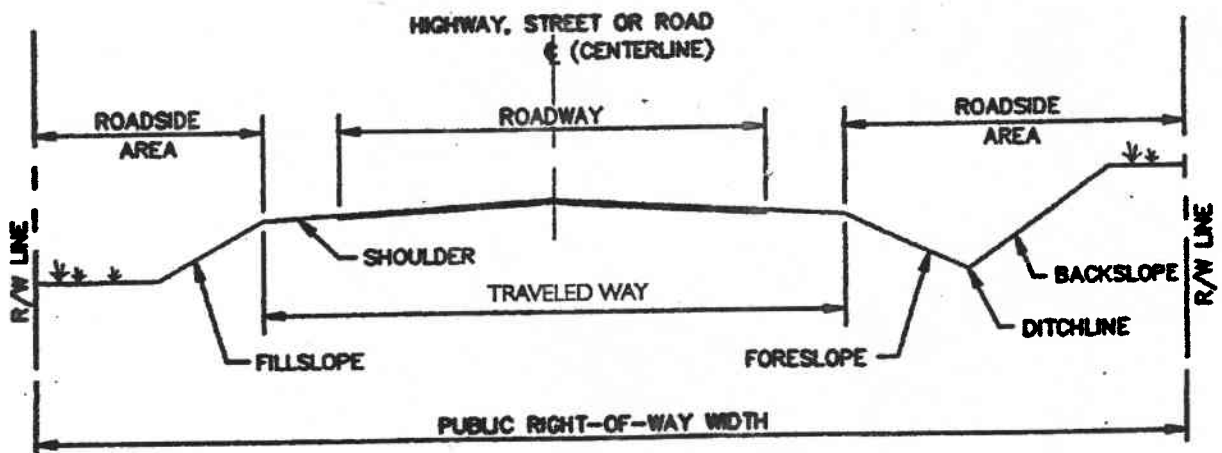 HIGHWAY, STREET OR ROAD
℄ (CENTERLINE)
ROADSIDE
AREA
ROADWAY
ROADSIDE
AREA
R/W LINE
SHOULDER
TRAVELED WAY
BACKSLOPE
R/W LINE
DITCHLINE
FILLSLOPE
FORESLOPE
PUBLIC RIGHT-OF-WAY WIDTH